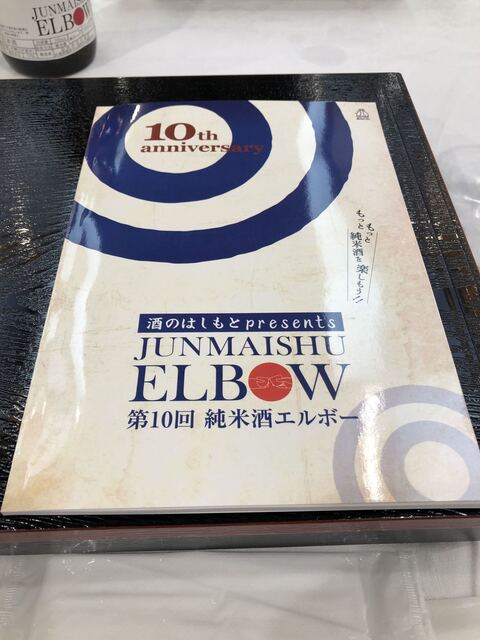 JUNMAISHU
ELBOW
10th
anniversary
もっと
もっと
純米酒を
楽しもう!!
酒のはしもとpresents
JUNMAISHU
ELBOW
第10回 純米酒エルボー